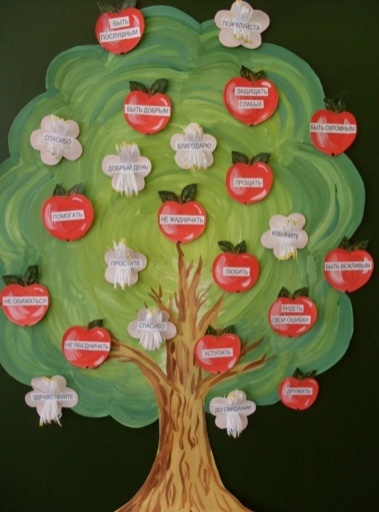 БЫТЬ
ПОСЛУШНЫМ
ПОЖАЛУЙСТА
БЫТЬ ДОБРЫМ
ЗАЩИЩАТЬ
СЛАБЫХ
БЫТЬ СКРОМНЫМ
СПАСИБО
БЛАГОДАРЮ
ДОБРЫЙ ДЕНЬ
ПРОЩАТЬ
ПОМОГАТЬ
НЕ ЖАДНИЧАТЬ
ИЗВИНИТЕ
ПРОСТИТЕ
ЛЮБИТЬ
БЫТЬ ВЕЖЛИВЫМ
НЕ ОБИЖАТЬСЯ
ВИДЕТЬ
СВОИ ОШИБКИ
СПАСИБО
НЕ ЯБЕДНИЧАТЬ
УСТУПАТЬ
ЗДРАВСТВУЙТЕ
ДРУЖИТЬ
ДО СВИДАНИЯ